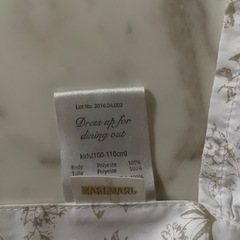 Lot No. 2016.04.002
Dress up for
dining out
kids(100-110cm)
Body Polyester 100%
Tulle Polyester 100%
MARLMARL